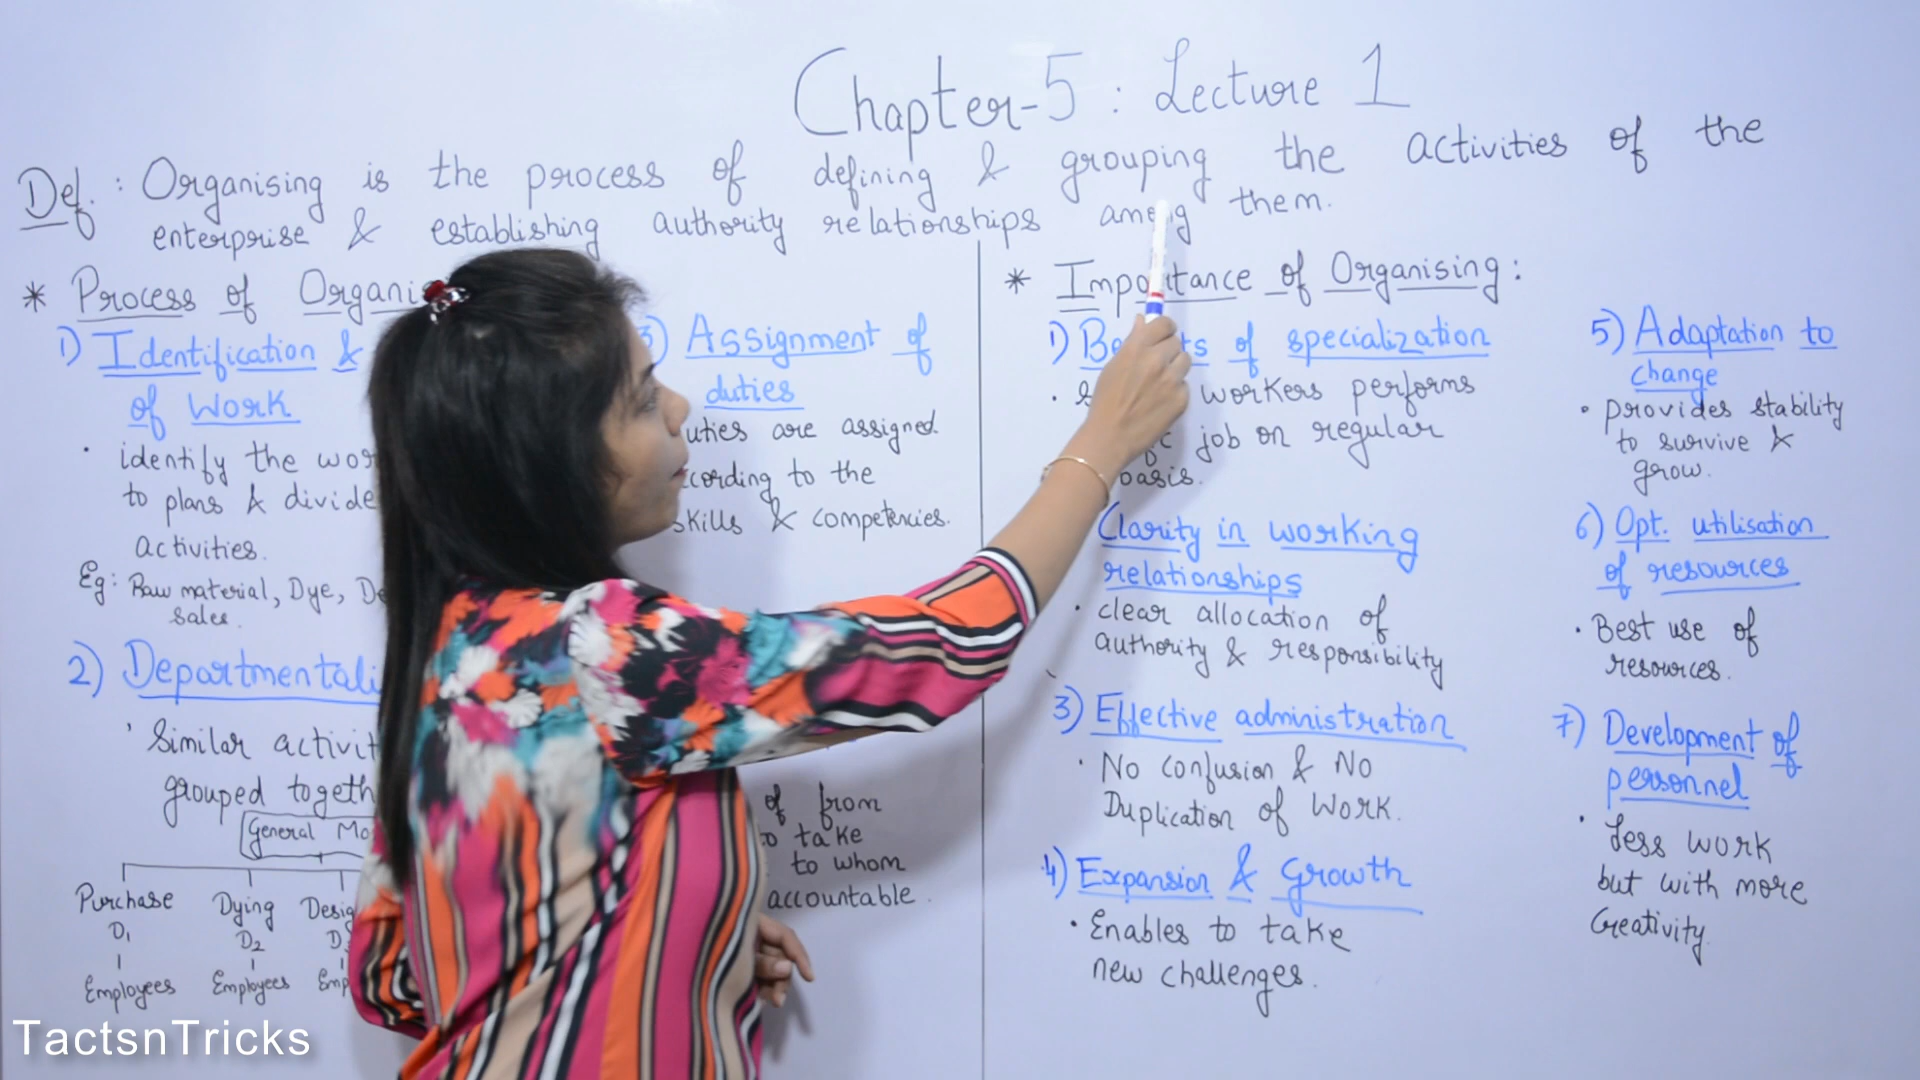 Chapter-5 : Lecture 1
Def. : Organising is the process of defining & grouping the activities of the
enterprise & establishing authority relationships among them.
* Process of Organi
1) Identification &
of Work
· identify the wor
to plans & divide
activities.
Eg: Raw material, Dye, De
sales.
2) Departmentali
· Similar activit
grouped togeth
General Ma
Purchase Dying Desig
D1 D2 D
Employees Employees Emp
3) Assignment of
duties
uties are assigned
ccording to the
skills & competencies.
of from
to take
to whom
accountable.
* Importance of Organising :
1) Be ts of specialization
· workers performs
job on regular
basis.
Clarity in working
relationships
· clear allocation of
authority & responsibility
3) Effective administration
· No confusion & No
Duplication of Work.
4) Expansion & Growth
· Enables to take
new challenges.
5) Adaptation to
change
· provides stability
to survive &
grow.
6) Opt. utilisation
of resources
· Best use of
resources.
7) Development of
personnel
· Less work
but with more
Creativity.
TactsnTricks